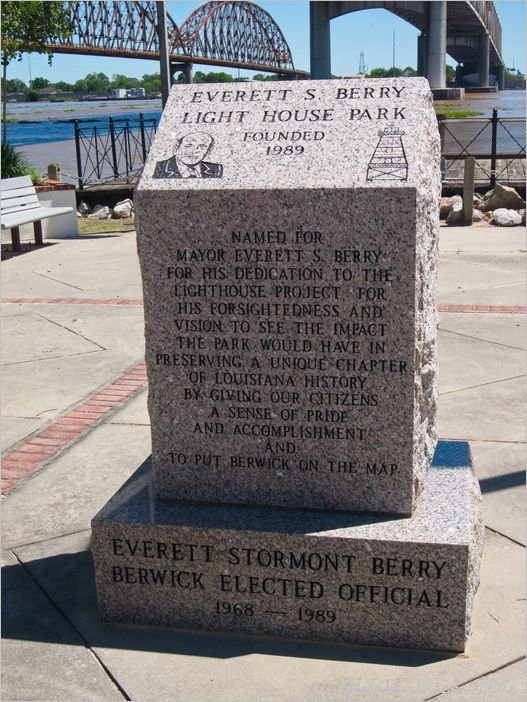 EVERETT S. BERRY
LIGHT HOUSE PARK
FOUNDED
1989
NAMED FOR
MAYOR EVERETT S. BERRY
FOR HIS DEDICATION TO THE
LIGHTHOUSE PROJECT FOR
HIS FORSIGHTEDNESS AND
VISION TO SEE THE IMPACT
THE PARK WOULD HAVE IN
PRESERVING A UNIQUE CHAPTER
OF LOUISIANA HISTORY
BY GIVING OUR CITIZENS
A SENSE OF PRIDE
AND ACCOMPLISHMENT
AND
TO PUT BERWICK ON THE MAP
EVERETT STORMONT BERRY
BERWICK ELECTED OFFICIAL
1968 — 1989